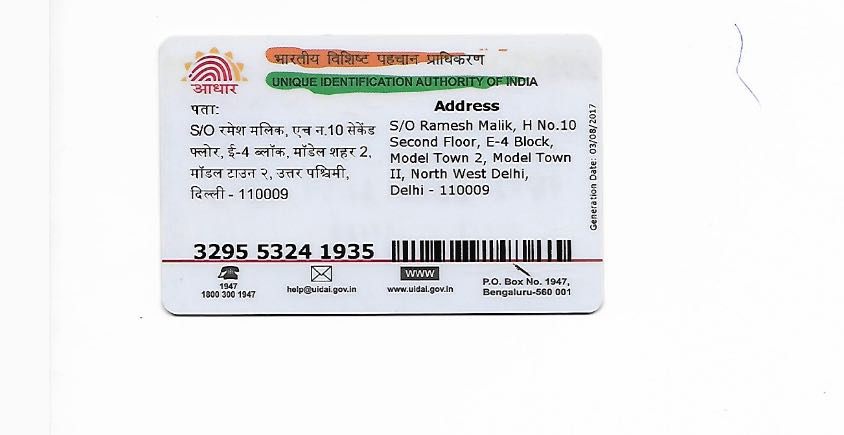 आधार
भारतीय विशिष्ट पहचान प्राधिकरण
UNIQUE IDENTIFICATION AUTHORITY OF INDIA
पता:
S/O रमेश मलिक, एच न.10 सेकेंड
फ्लोर, ई-4 ब्लॉक, मॉडेल शहर 2,
मॉडल टाउन २, उत्तर पश्चिमी,
दिल्ली - 110009
Address
S/O Ramesh Malik, H No.10
Second Floor, E-4 Block,
Model Town 2, Model Town
II, North West Delhi,
Delhi - 110009
Generation Date: 03/08/2017
3295 5324 1935
1947
1800 300 1947
help@uidai.gov.in
www
www.uidai.gov.in
P.O. Box No. 1947,
Bengaluru-560 001